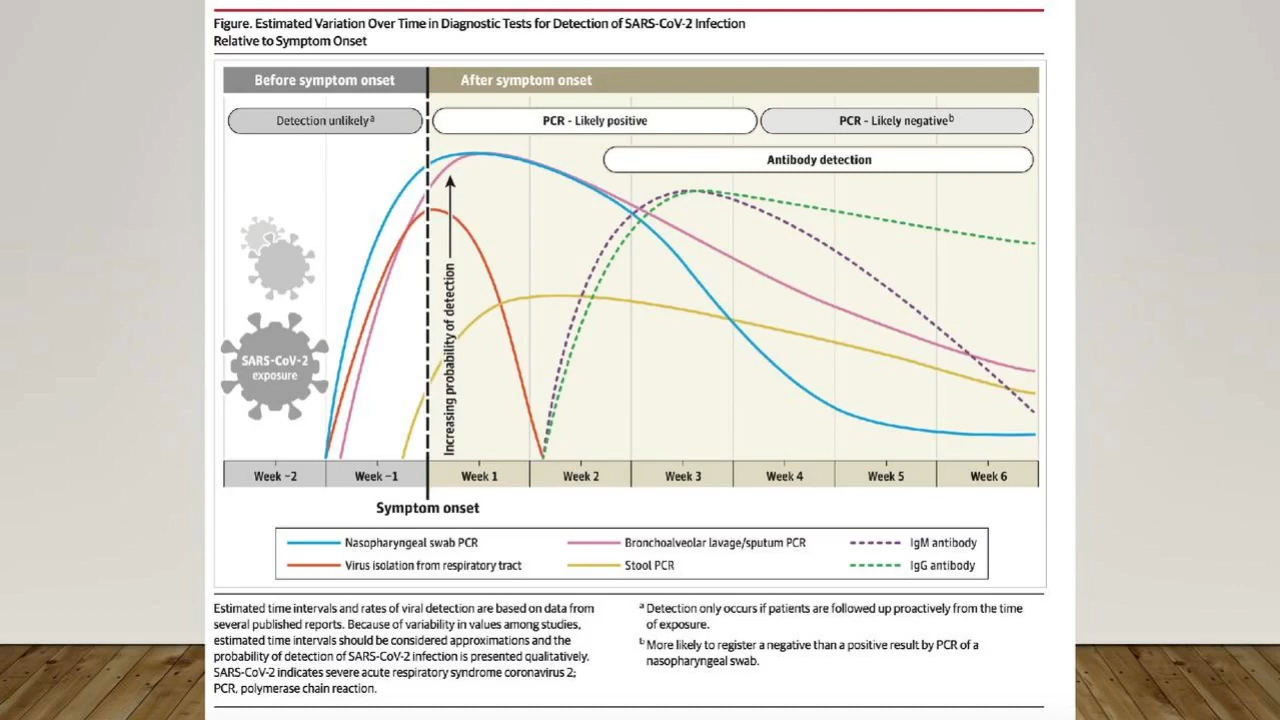 Figure. Estimated Variation Over Time in Diagnostic Tests for Detection of SARS-CoV-2 Infection
Relative to Symptom Onset
Before symptom onset
After symptom onset
Detection unlikelyᵃ
PCR - Likely positive
PCR - Likely negativeᵇ
Antibody detection
Increasing probability of detection
SARS-CoV-2
exposure
Week −2
Week −1
Week 1
Week 2
Week 3
Week 4
Week 5
Week 6
Symptom onset
Nasopharyngeal swab PCR
Bronchoalveolar lavage/sputum PCR
IgM antibody
Virus isolation from respiratory tract
Stool PCR
IgG antibody
Estimated time intervals and rates of viral detection are based on data from
several published reports. Because of variability in values among studies,
estimated time intervals should be considered approximations and the
probability of detection of SARS-CoV-2 infection is presented qualitatively.
SARS-CoV-2 indicates severe acute respiratory syndrome coronavirus 2;
PCR, polymerase chain reaction.
ᵃ Detection only occurs if patients are followed up proactively from the time
of exposure.
ᵇ More likely to register a negative than a positive result by PCR of a
nasopharyngeal swab.